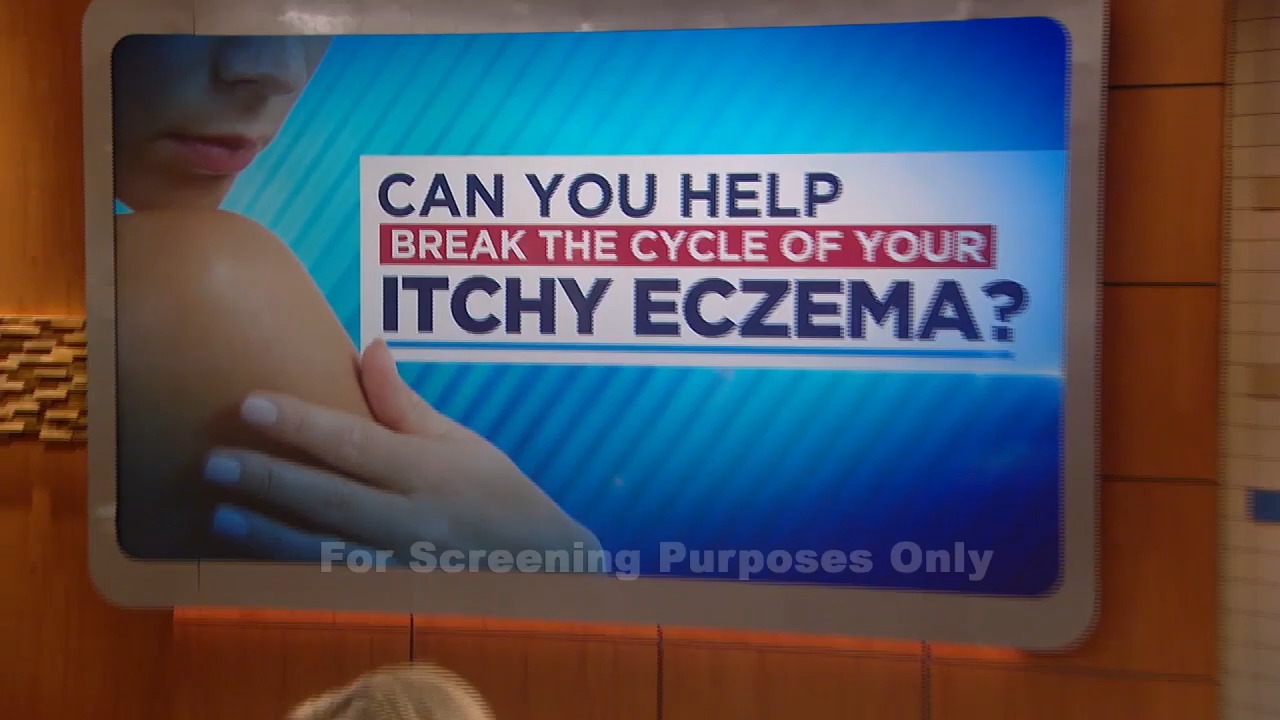 CAN YOU HELP
BREAK THE CYCLE OF YOUR
ITCHY ECZEMA?
For Screening Purposes Only